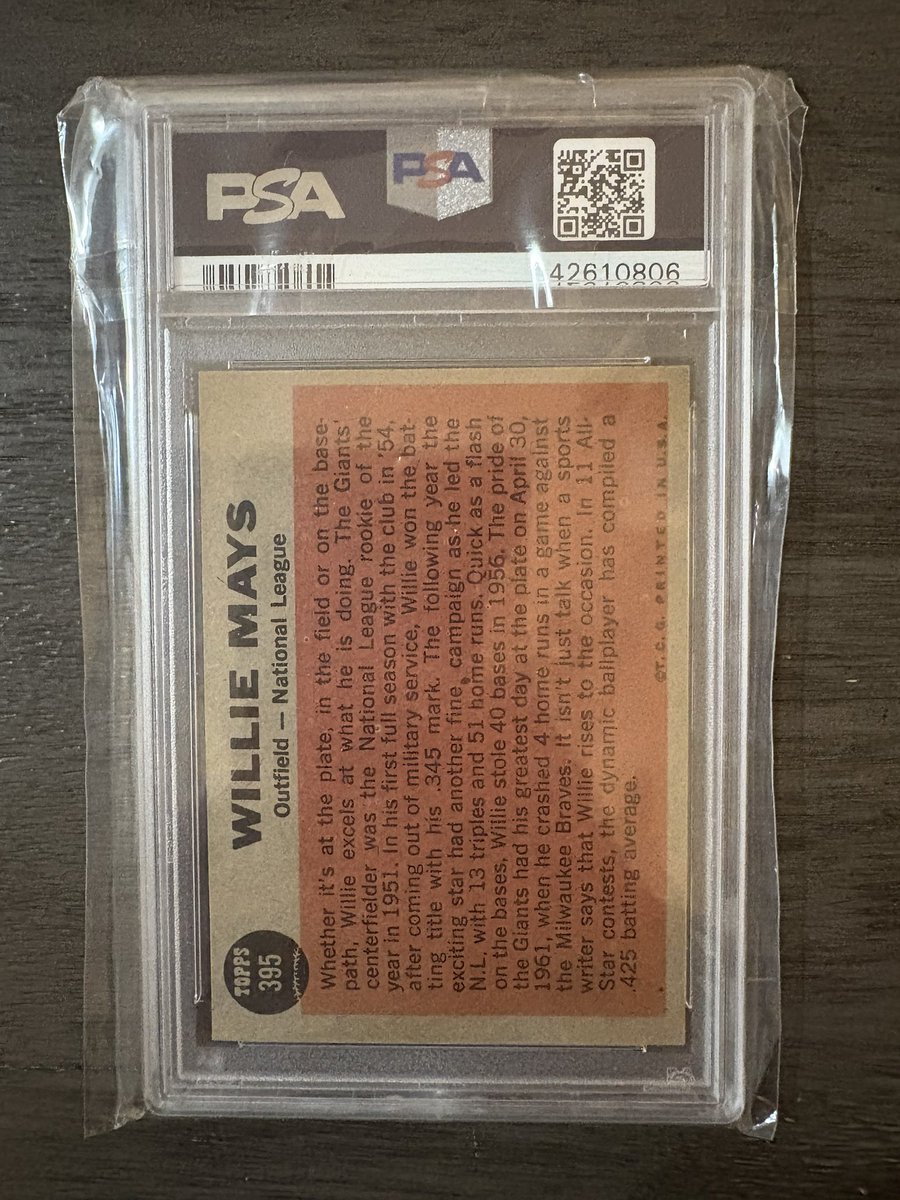 PSA
PSA
42610806
TOPPS
395
WILLIE MAYS
Outfield — National League
Whether it's at the plate, in the field or on the base-
path, Willie excels at what he is doing. The Giants'
centerfielder was the National League rookie of the
year in 1951. In his first full season with the club in '54,
after coming out of military service, Willie won the bat-
ting title with his .345 mark. The following year the
exciting star had another fine campaign as he led the
N.L. with 13 triples and 51 home runs. Quick as a flash
on the bases, Willie stole 40 bases in 1956. The pride of
the Giants had his greatest day at the plate on April 30,
1961, when he crashed 4 home runs in a game against
the Milwaukee Braves. It isn't just talk when a sports
writer says that Willie rises to the occasion. In 11 All-
Star contests, the dynamic ballplayer has compiled a
.425 batting average.
©T.C.G. PRINTED IN U.S.A.